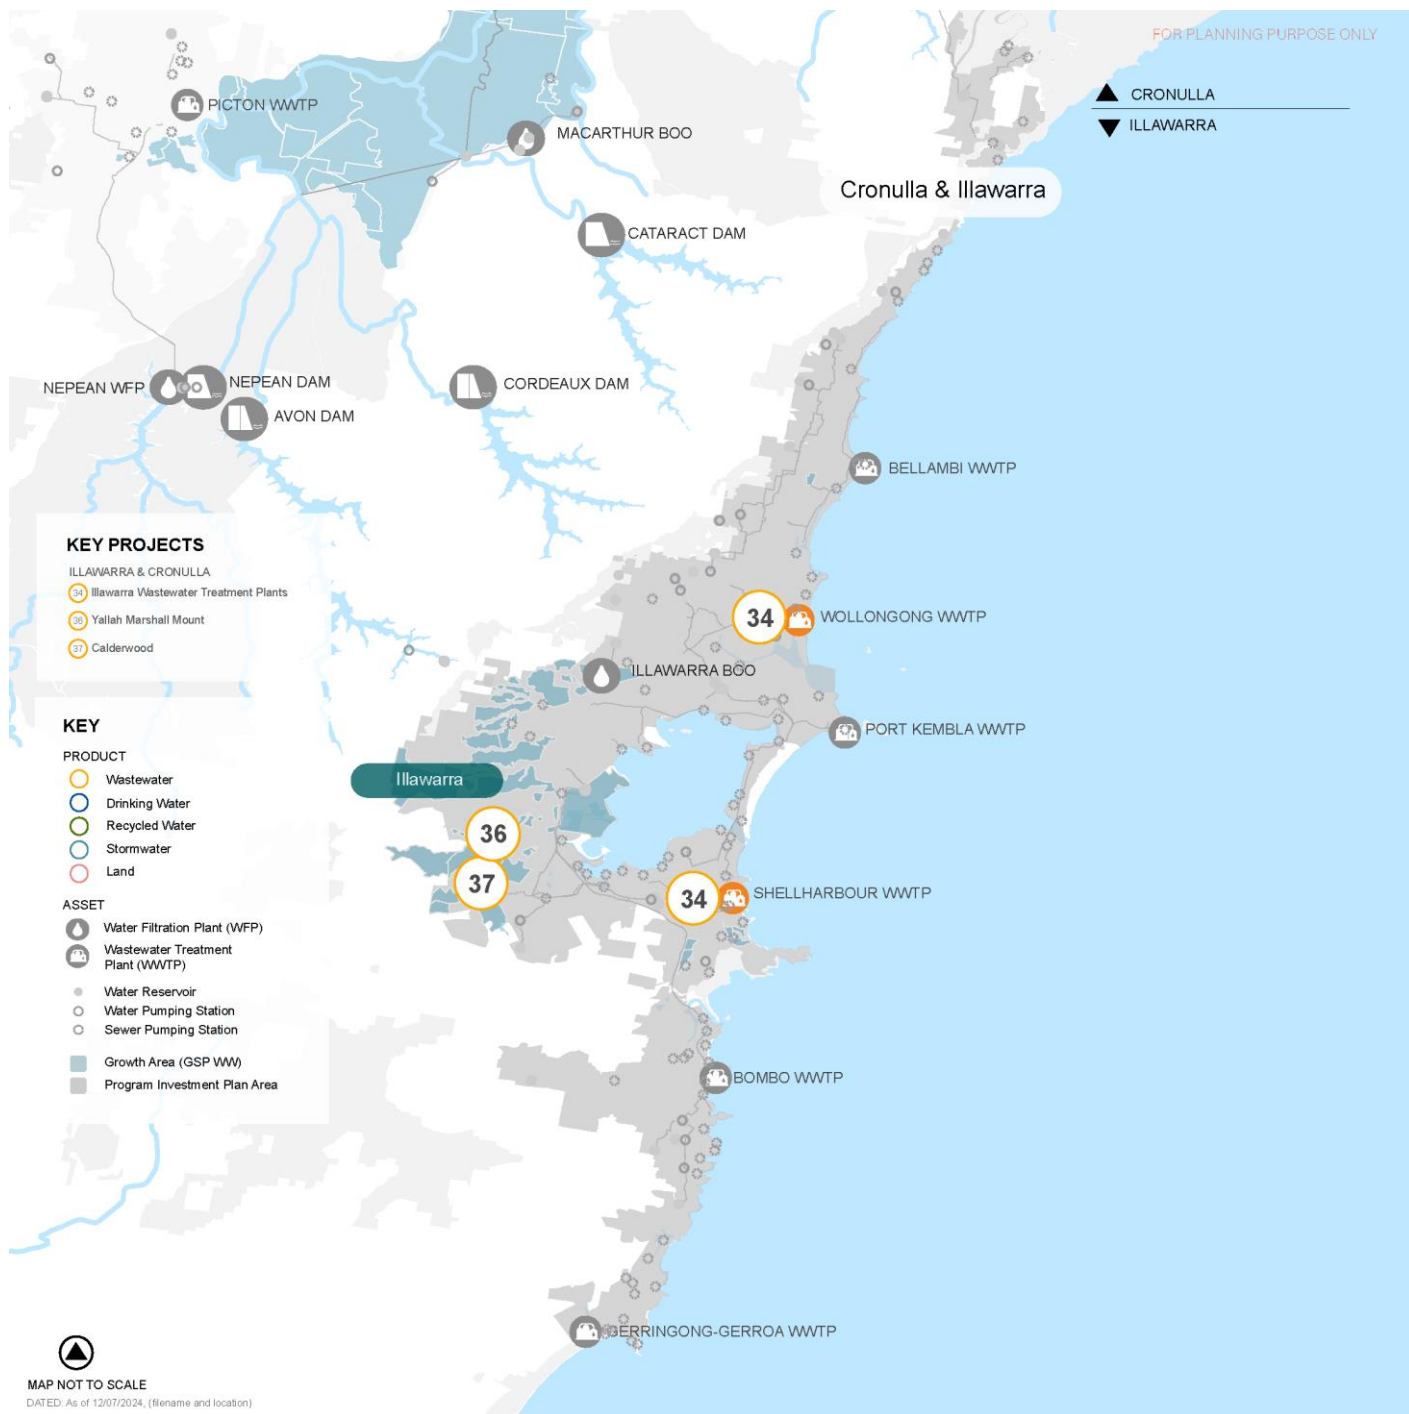 FOR PLANNING PURPOSE ONLY
CRONULLA
ILLAWARRA
PICTON WWTP
MACARTHUR BOO
Cronulla & Illawarra
CATARACT DAM
NEPEAN WFP
NEPEAN DAM
CORDEAUX DAM
AVON DAM
BELLAMBI WWTP
KEY PROJECTS
ILLAWARRA & CRONULLA
34 Illawarra Wastewater Treatment Plants
36 Yallah Marshall Mount
37 Calderwood
34
WOLLONGONG WWTP
ILLAWARRA BOO
PORT KEMBLA WWTP
Illawarra
36
37
34
SHELLHARBOUR WWTP
KEY
PRODUCT
Wastewater
Drinking Water
Recycled Water
Stormwater
Land
ASSET
Water Filtration Plant (WFP)
Wastewater Treatment
Plant (WWTP)
Water Reservoir
Water Pumping Station
Sewer Pumping Station
Growth Area (GSP WW)
Program Investment Plan Area
BOMBO WWTP
GERRINGONG-GERROA WWTP
MAP NOT TO SCALE
DATED: As of 12/07/2024, (filename and location)